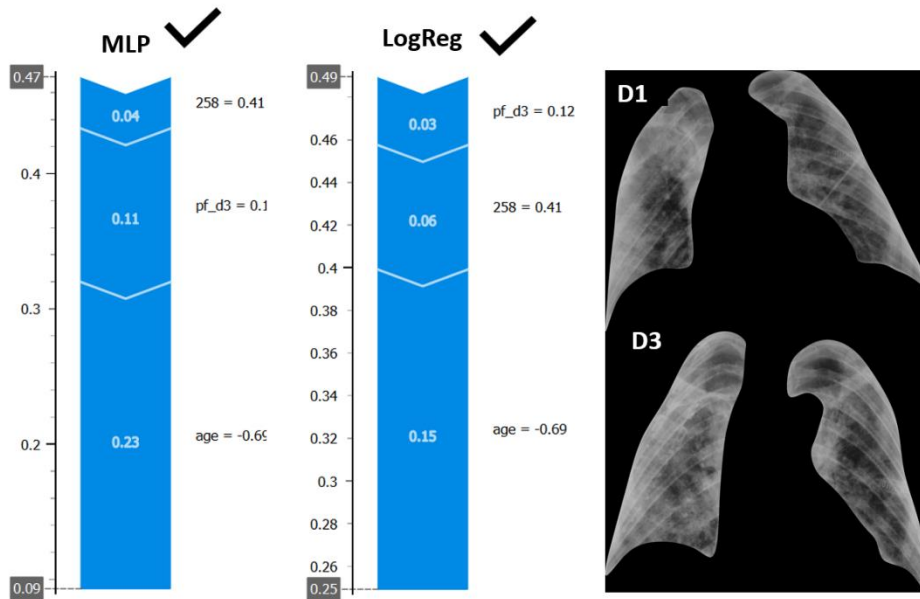 MLP
0.47
0.4
0.3
0.2
0.09
0.04
0.11
0.23
258 = 0.41
pf_d3 = 0.1
age = -0.69
LogReg
0.49
0.46
0.44
0.42
0.4
0.38
0.36
0.34
0.32
0.3
0.28
0.26
0.25
0.03
0.06
0.15
pf_d3 = 0.12
258 = 0.41
age = -0.69
D1
D3